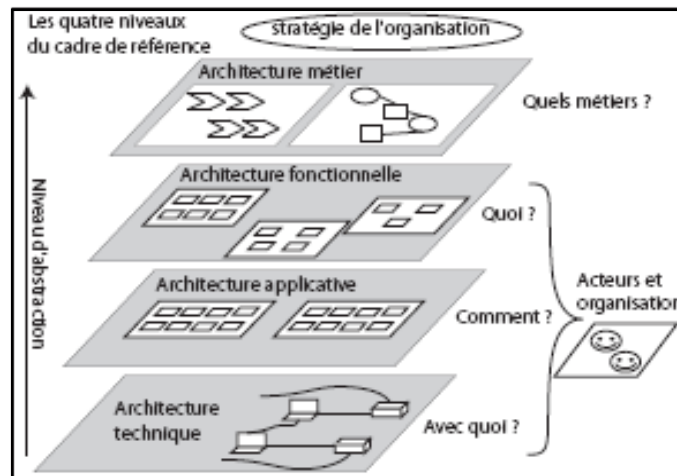 Les quatre niveaux
du cadre de référence
stratégie de l'organisation
Architecture métier
Quels métiers ?
Architecture fonctionnelle
Quoi ?
Architecture applicative
Comment ?
Architecture
technique
Avec quoi ?
Niveau d'abstraction
Acteurs et
organisation